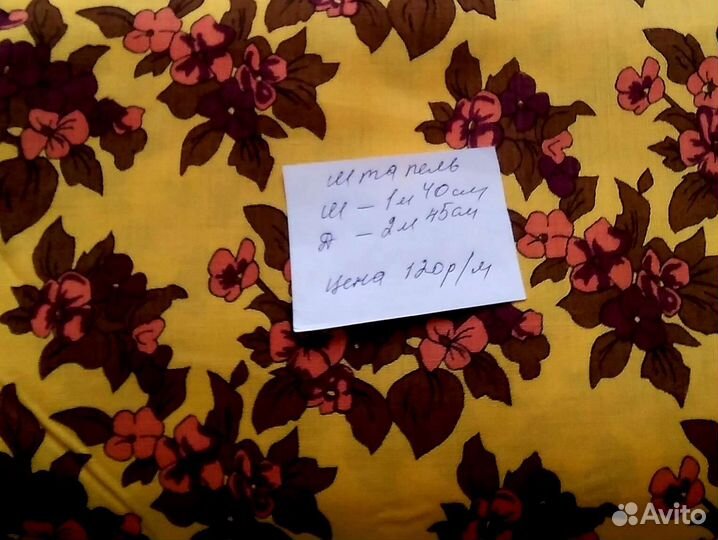 штапель
Ш - 1м 40см
Д - 2м 45см
цена 120р/м
Avito